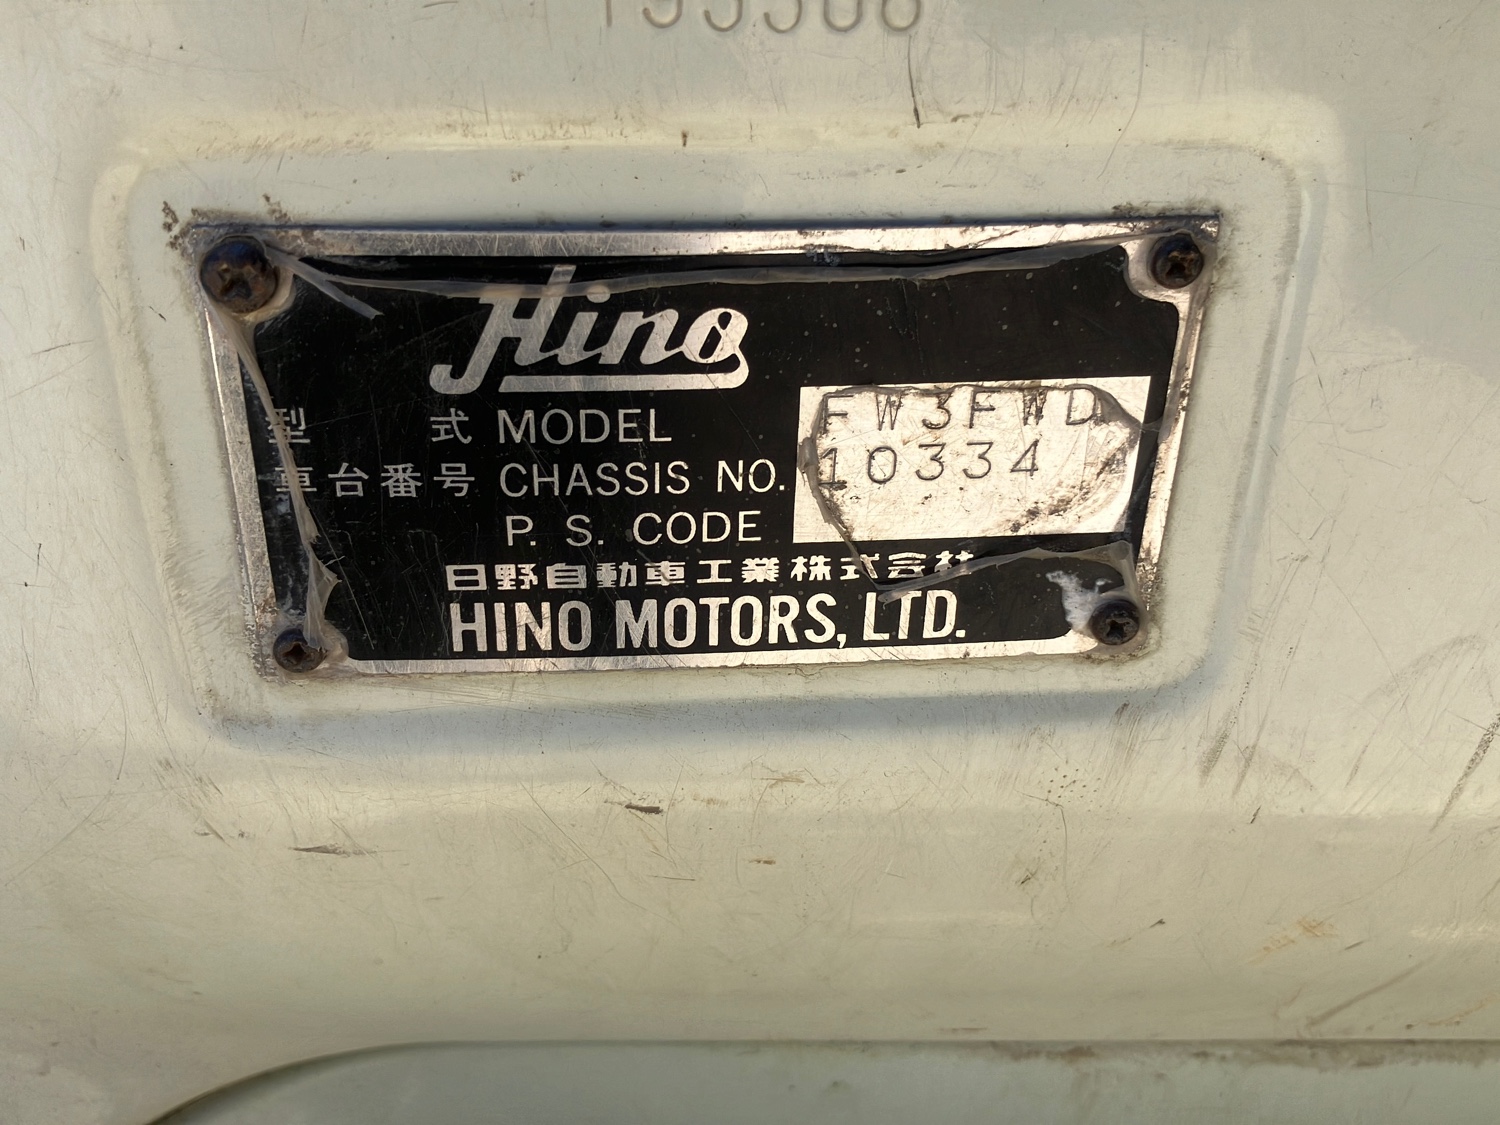 Hino
型 式 MODEL FW3FWD
車台番号 CHASSIS NO. 10334
P. S. CODE
日野自動車工業株式会社
HINO MOTORS, LTD.